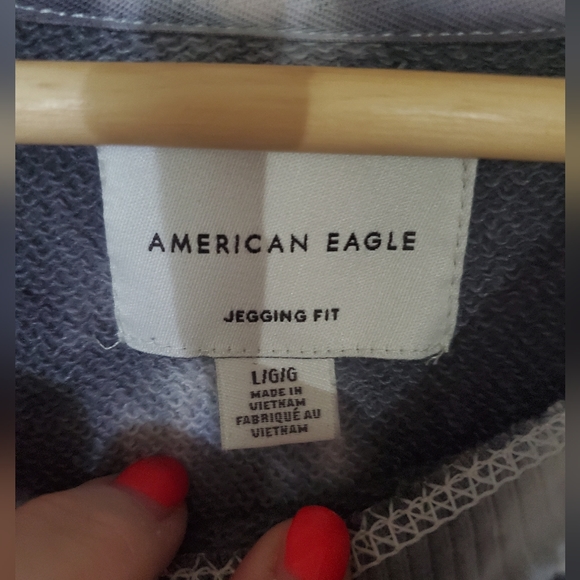 AMERICAN EAGLE
JEGGING FIT
L/G/G
MADE IN
VIETNAM
FABRIQUÉ AU
VIETNAM